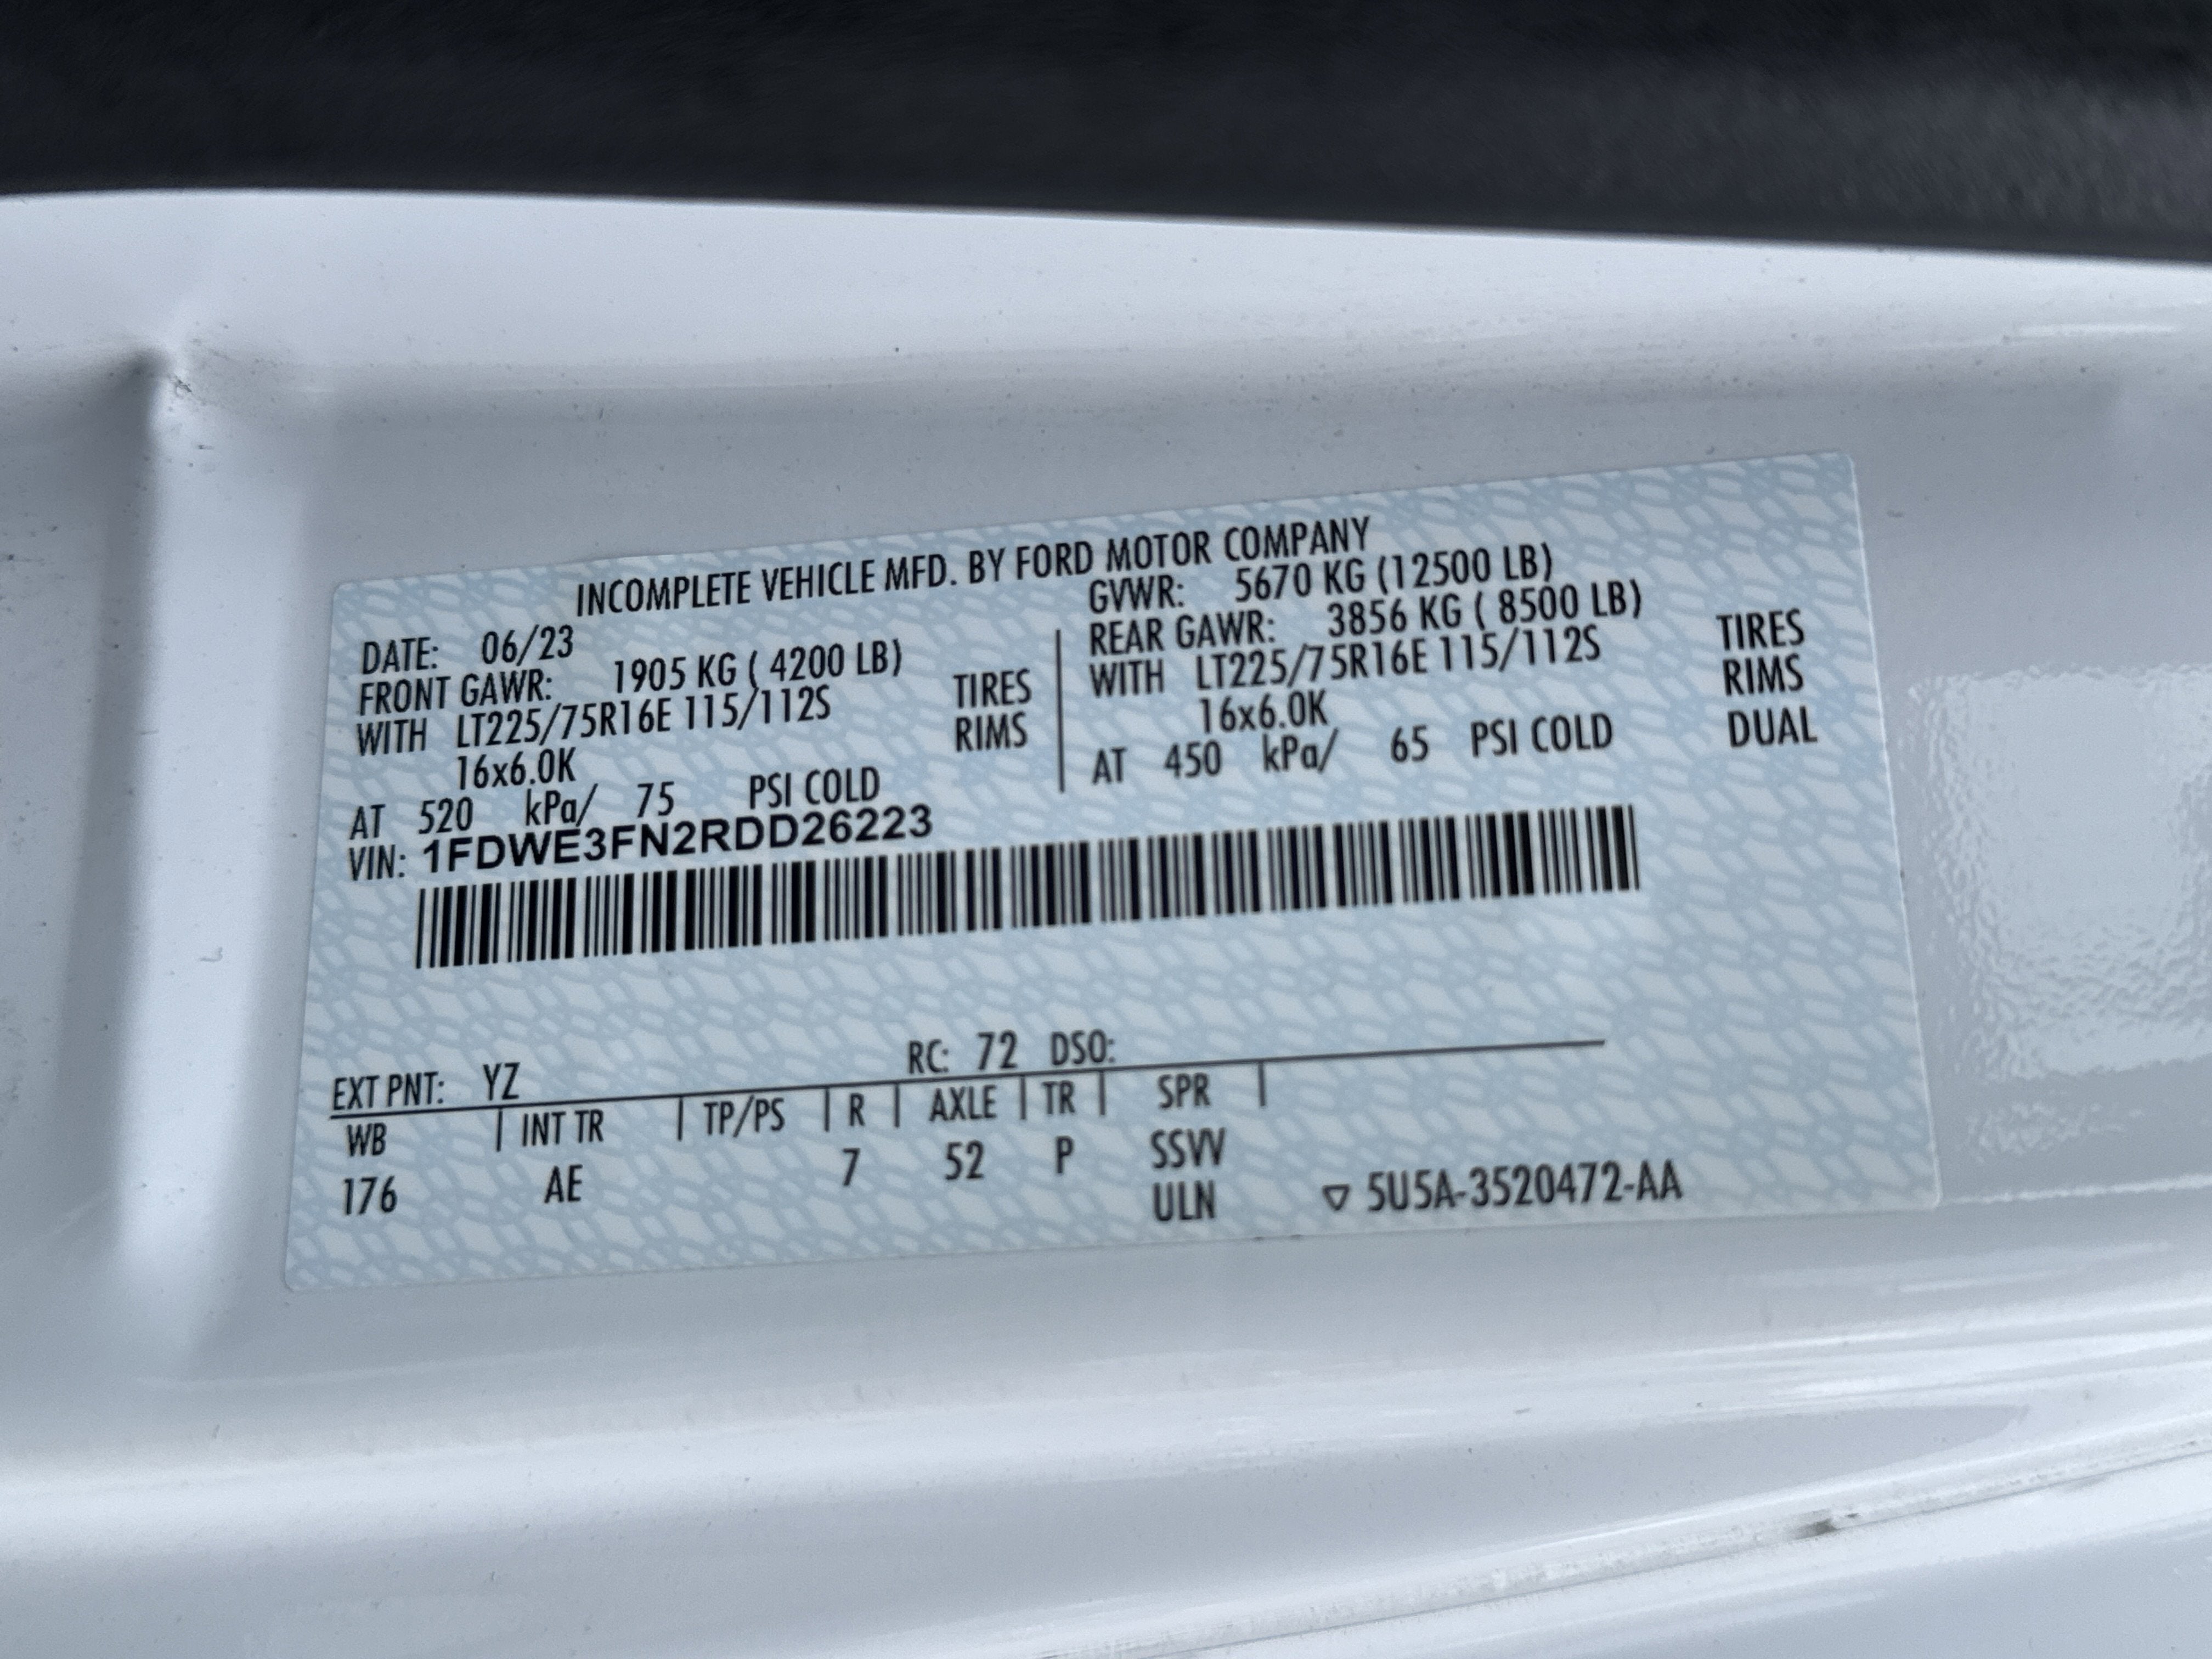 INCOMPLETE VEHICLE MFD. BY FORD MOTOR COMPANY
DATE: 06/23
FRONT GAWR: 1905 KG ( 4200 LB)
WITH LT225/75R16E 115/112S TIRES
16x6.0K RIMS
AT 520 kPa/ 75 PSI COLD
GVWR: 5670 KG (12500 LB)
REAR GAWR: 3856 KG ( 8500 LB)
WITH LT225/75R16E 115/112S TIRES
16x6.0K RIMS
AT 450 kPa/ 65 PSI COLD DUAL
VIN: 1FDWE3FN2RDD26223
EXT PNT: YZ RC: 72 DSO:
WB INT TR TP/PS R AXLE TR SPR
176 AE 7 52 P SSVV
ULN ▽ 5U5A-3520472-AA